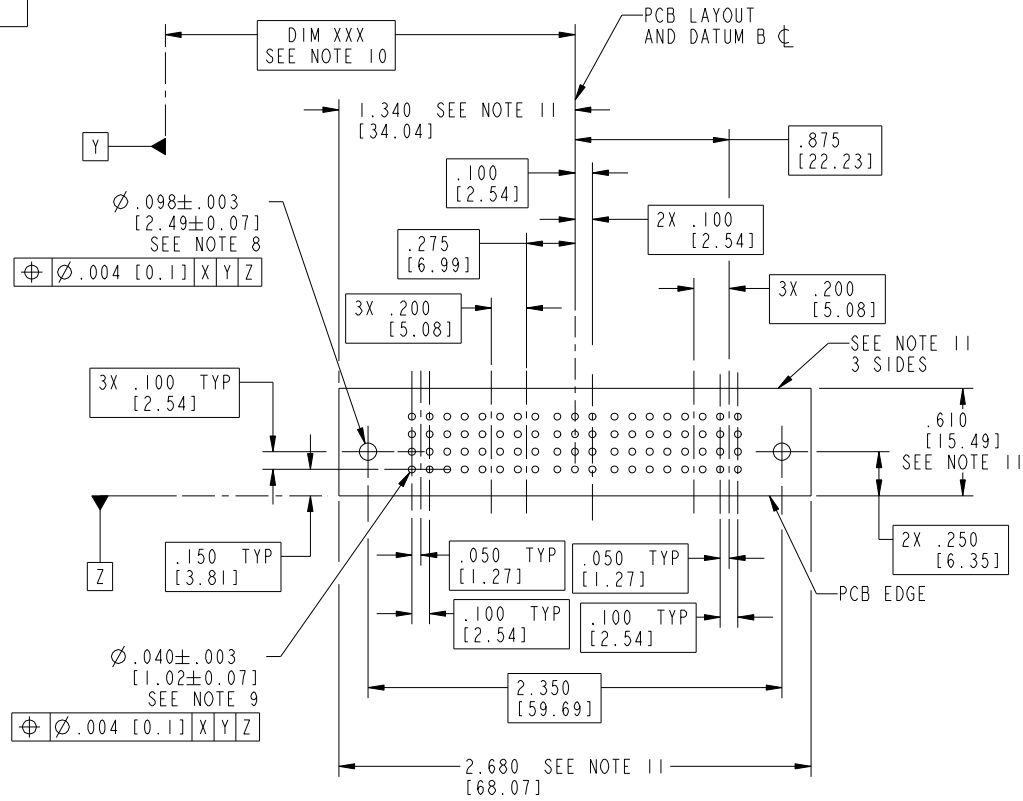 PCB LAYOUT
AND DATUM B ℄
DIM XXX
SEE NOTE 10
1.340 SEE NOTE 11
[34.04]
Y
.875
[22.23]
.100
[2.54]
Ø.098±.003
[2.49±0.07]
SEE NOTE 8
⌖ Ø.004 [0.1] X Y Z
2X .100
[2.54]
.275
[6.99]
3X .200
[5.08]
3X .200
[5.08]
SEE NOTE 11
3 SIDES
3X .100 TYP
[2.54]
.610
[15.49]
SEE NOTE 11
.150 TYP
[3.81]
Z
.050 TYP
[1.27]
.050 TYP
[1.27]
2X .250
[6.35]
PCB EDGE
.100 TYP
[2.54]
.100 TYP
[2.54]
Ø.040±.003
[1.02±0.07]
SEE NOTE 9
⌖ Ø.004 [0.1] X Y Z
2.350
[59.69]
2.680 SEE NOTE 11
[68.07]